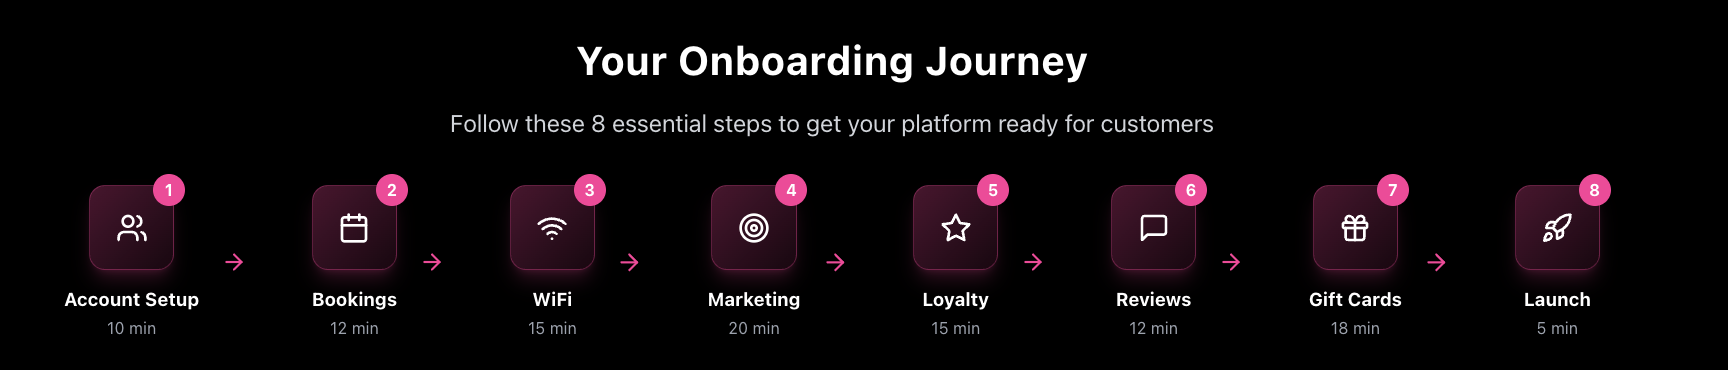 Your Onboarding Journey
Follow these 8 essential steps to get your platform ready for customers
1
Account Setup
10 min
2
Bookings
12 min
3
WiFi
15 min
4
Marketing
20 min
5
Loyalty
15 min
6
Reviews
12 min
7
Gift Cards
18 min
8
Launch
5 min